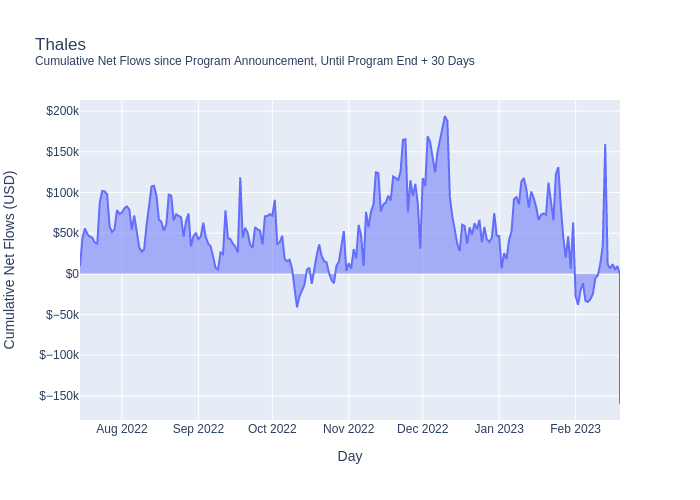 Thales
Cumulative Net Flows since Program Announcement, Until Program End + 30 Days
Cumulative Net Flows (USD)
$200k
$150k
$100k
$50k
$0
$−50k
$−100k
$−150k
Aug 2022
Sep 2022
Oct 2022
Nov 2022
Dec 2022
Jan 2023
Feb 2023
Day